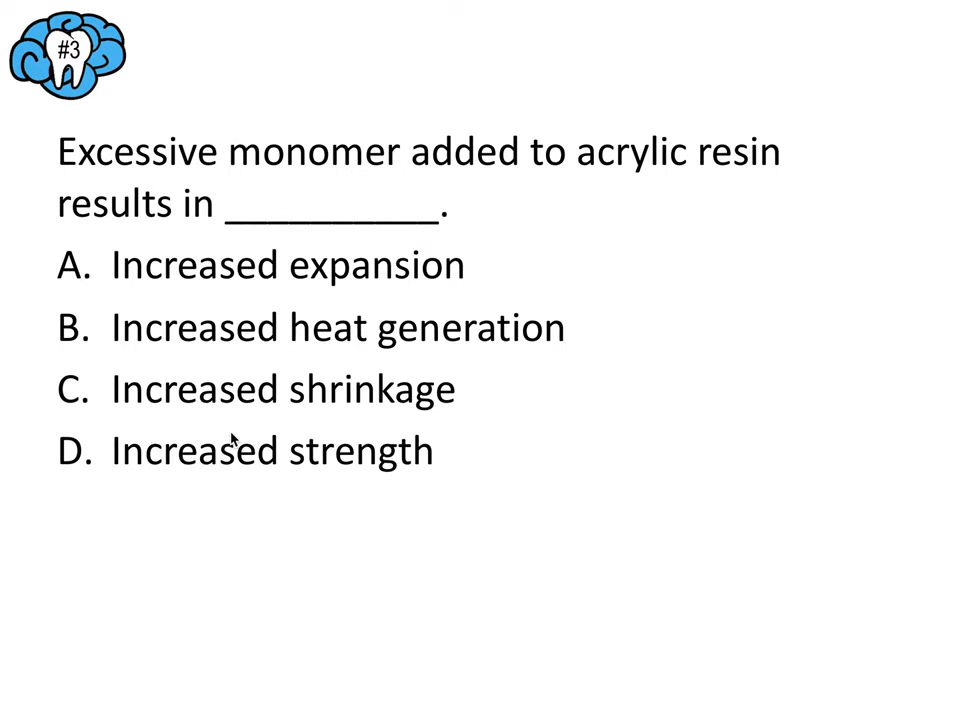 #3
Excessive monomer added to acrylic resin
results in __________.
A. Increased expansion
B. Increased heat generation
C. Increased shrinkage
D. Increased strength